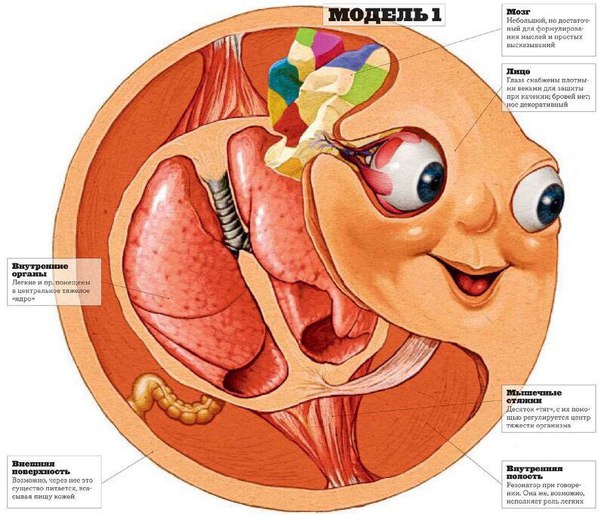 МОДЕЛЬ 1
Мозг
Небольшой, но достаточ-
ный для формулирова-
ния мыслей и простых
высказываний
Лицо
Глаза снабжены плотны-
ми веками для защиты
при качении; бровей нет;
нос декоративный
Внутренние
органы
Легкие и пр. помещены
в центральное тяжелое
«ядро»
Мышечные
стяжки
Десяток «тяг», с их помо-
щью регулируется центр
тяжести организма
Внешняя
поверхность
Возможно, через нее это
существо питается, вса-
сывая пищу кожей
Внутренняя
полость
Резонатор при говоре-
нии. Она же, возможно,
исполняет роль легких